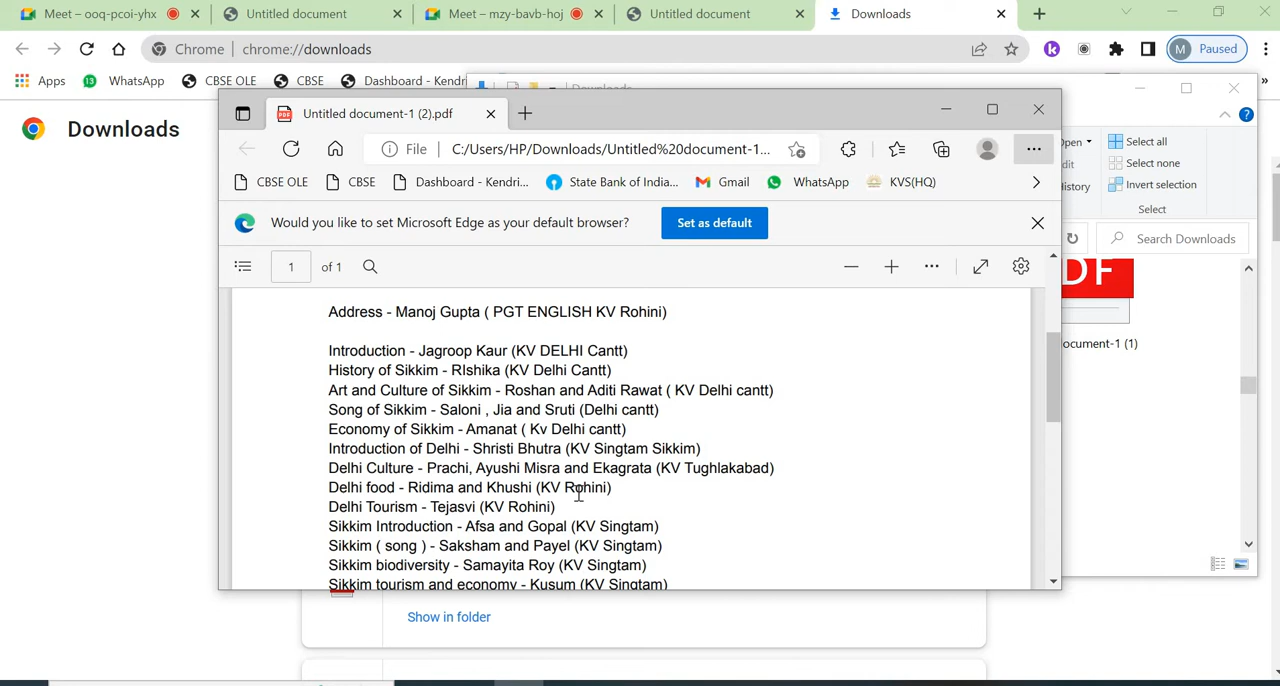 Meet – ooq-pcoi-yhx
Untitled document
Meet – mzy-bavb-hoj
Untitled document
Downloads
Chrome | chrome://downloads
M Paused
Apps
13 WhatsApp
CBSE OLE
CBSE
Dashboard - Kendri
Downloads
Untitled document-1 (2).pdf
File | C:/Users/HP/Downloads/Untitled%20document-1...
CBSE OLE
CBSE
Dashboard - Kendri...
State Bank of India...
Gmail
WhatsApp
KVS(HQ)
Would you like to set Microsoft Edge as your default browser?
Set as default
1 of 1
Address - Manoj Gupta ( PGT ENGLISH KV Rohini)
Introduction - Jagroop Kaur (KV DELHI Cantt)
History of Sikkim - RIshika (KV Delhi Cantt)
Art and Culture of Sikkim - Roshan and Aditi Rawat ( KV Delhi cantt)
Song of Sikkim - Saloni , Jia and Sruti (Delhi cantt)
Economy of Sikkim - Amanat ( Kv Delhi cantt)
Introduction of Delhi - Shristi Bhutra (KV Singtam Sikkim)
Delhi Culture - Prachi, Ayushi Misra and Ekagrata (KV Tughlakabad)
Delhi food - Ridima and Khushi (KV Rohini)
Delhi Tourism - Tejasvi (KV Rohini)
Sikkim Introduction - Afsa and Gopal (KV Singtam)
Sikkim ( song ) - Saksham and Payel (KV Singtam)
Sikkim biodiversity - Samayita Roy (KV Singtam)
Sikkim tourism and economy - Kusum (KV Singtam)
Open
Select all
dit
Select none
History
Invert selection
Select
Search Downloads
DF
ocument-1 (1)
Show in folder